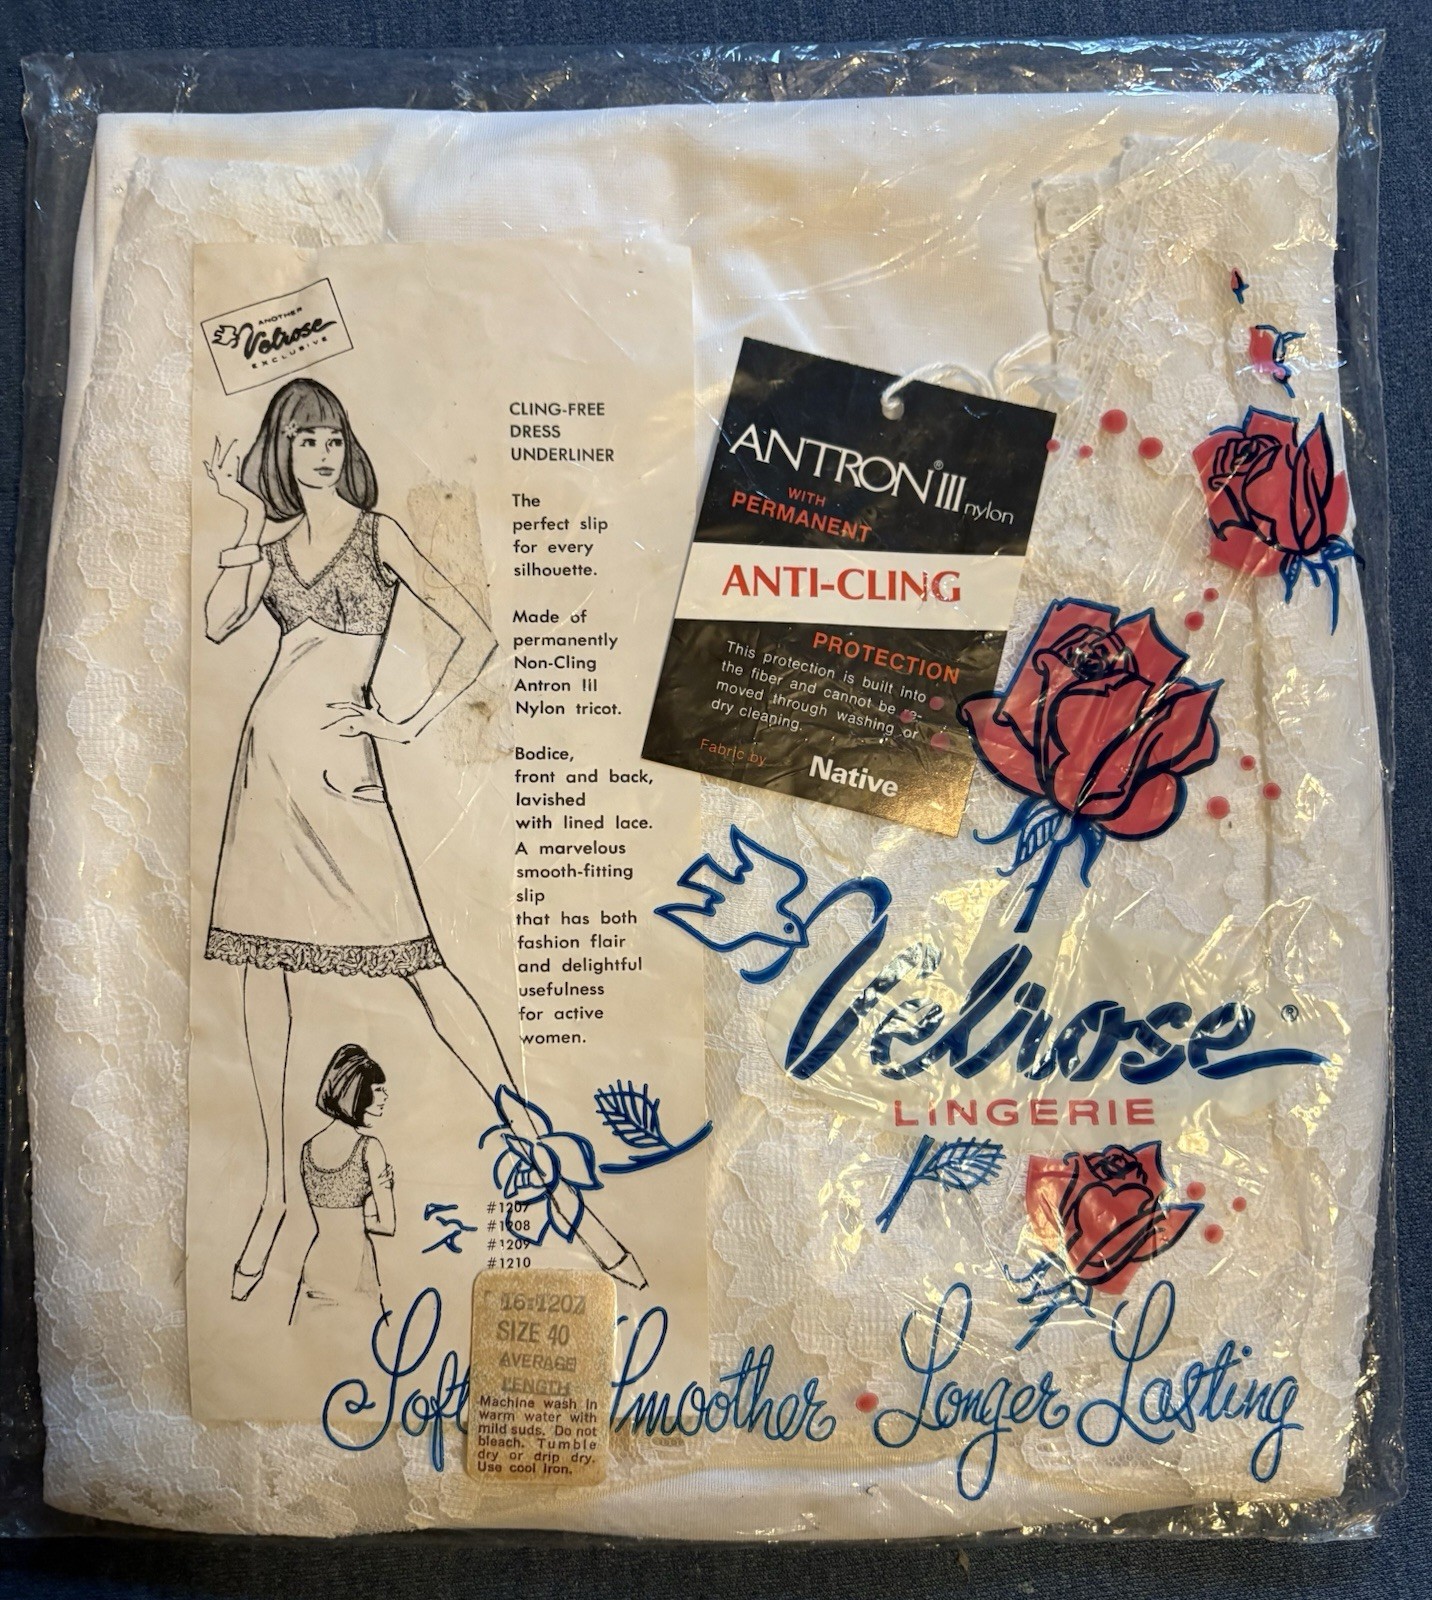 ANOTHER
Velrose
EXCLUSIVE
CLING-FREE
DRESS
UNDERLINER
The
perfect slip
for every
silhouette.
Made of
permanently
Non-Cling
Antron III
Nylon tricot.
Bodice,
front and back,
lavished
with lined lace.
A marvelous
smooth-fitting
slip
that has both
fashion flair
and delightful
usefulness
for active
women.
#1207
#1208
#1209
#1210
ANTRON® III nylon
WITH
PERMANENT
ANTI-CLING
PROTECTION
This protection is built into
the fiber and cannot be re-
moved through washing or
dry cleaning.
Fabric by Native
Velrose®
LINGERIE
16-1207
SIZE 40
AVERAGE
LENGTH
Machine wash in
warm water with
mild suds. Do not
bleach. Tumble
dry or drip dry.
Use cool iron.
Soft Smoother • Longer Lasting